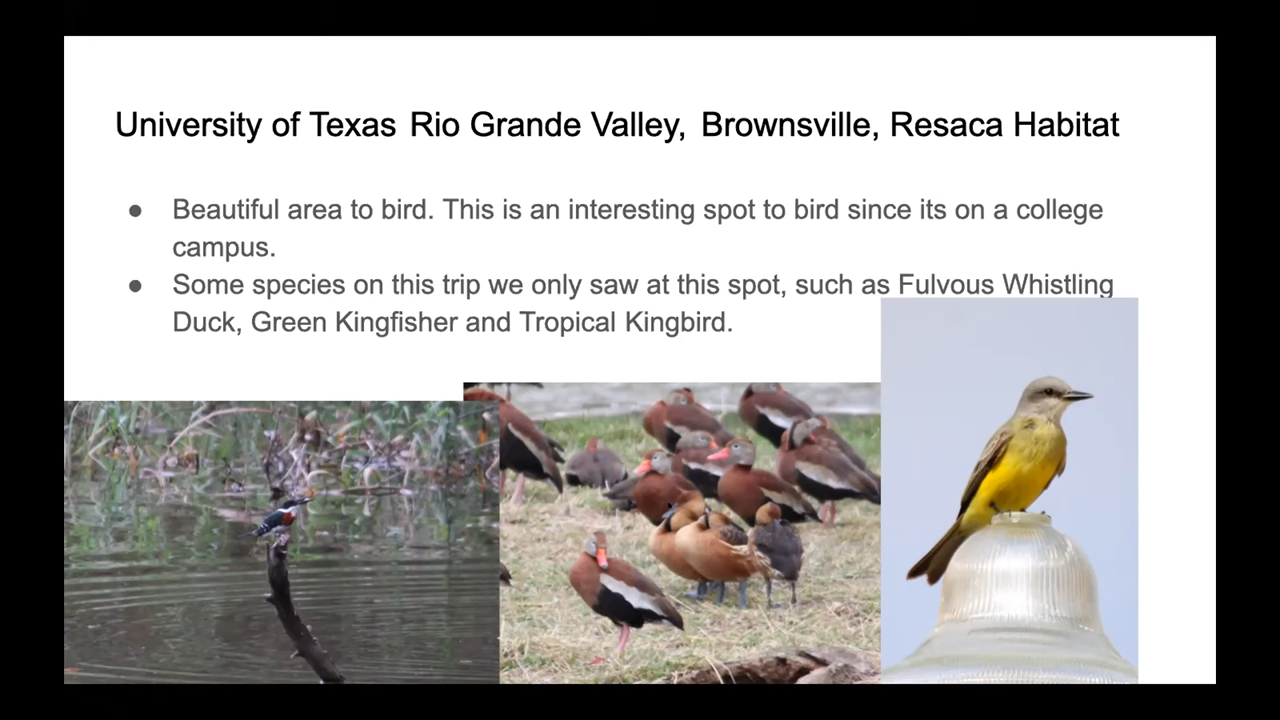 University of Texas Rio Grande Valley, Brownsville, Resaca Habitat
● Beautiful area to bird. This is an interesting spot to bird since its on a college
campus.
● Some species on this trip we only saw at this spot, such as Fulvous Whistling
Duck, Green Kingfisher and Tropical Kingbird.